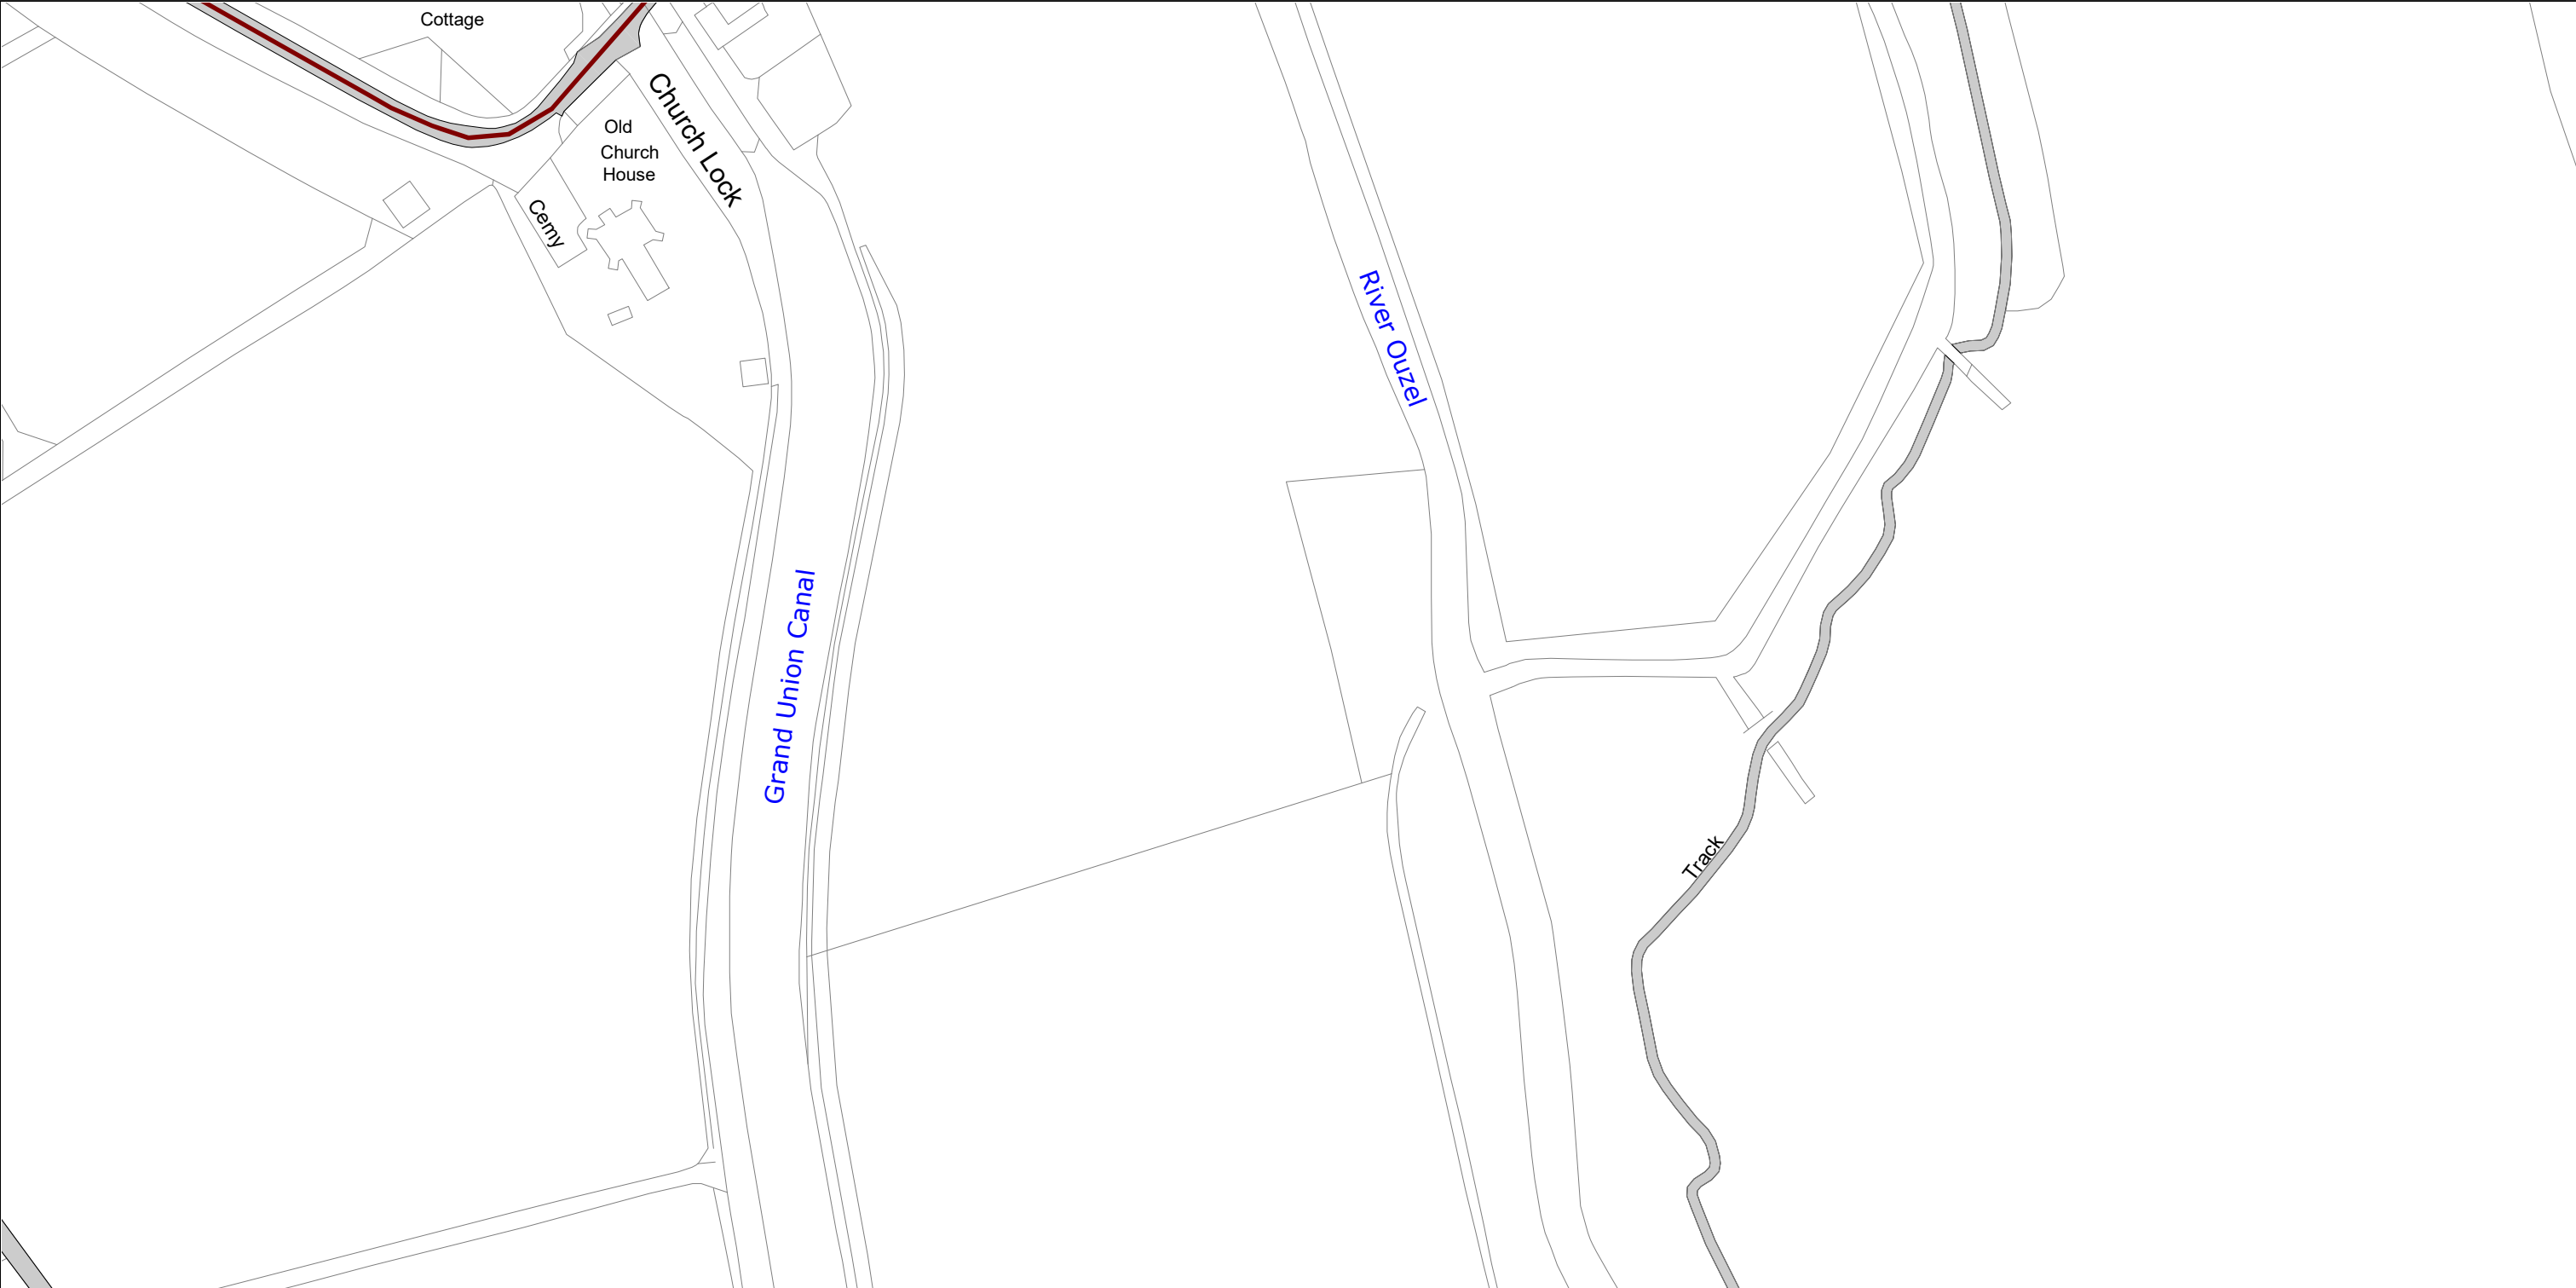 Cottage
Church Lock
Old
Church
House
Cemy
River Ouzel
Grand Union Canal
Track